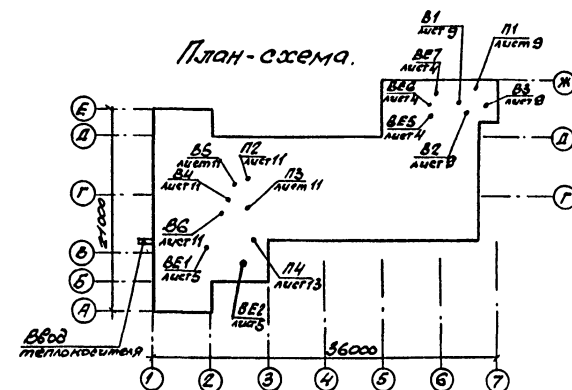 План-схема.
В1
лист 9
П1
лист 9
ВЕ7
лист 4
ВЕ6
лист 4
В3
лист 9
ВЕ5
лист 4
В2
лист 9
Ж
Е
Д
Д
В5
лист 11
П2
лист 11
В4
лист 11
П3
лист 11
Г
Г
В6
лист 11
21000
ВЕ1
лист 5
П4
лист 13
В
Б
ВЕ2
лист 5
А
Ввод
теплоносителя
36000
1 2 3 4 5 6 7